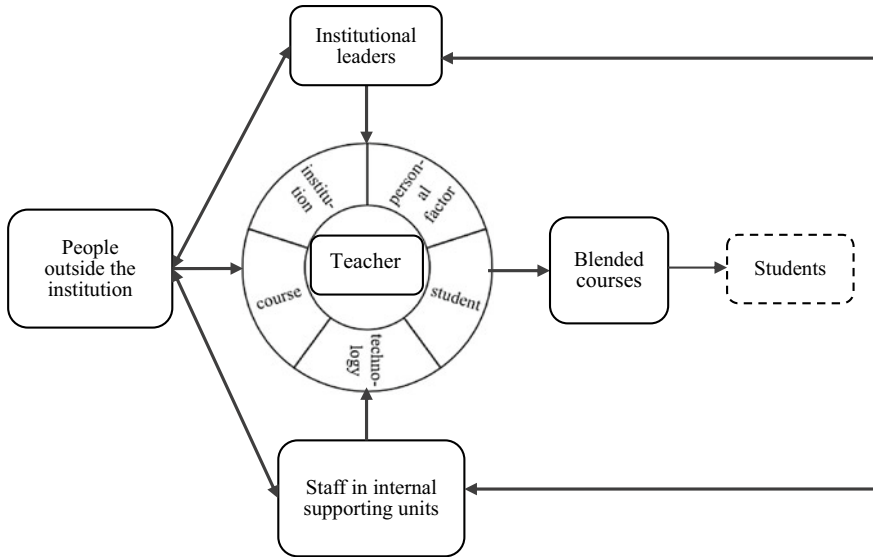 Institutional
leaders
institu-
tion
person-
al
factor
People
outside the
institution
Teacher
course
student
techno-
logy
Blended
courses
Students
Staff in internal
supporting units